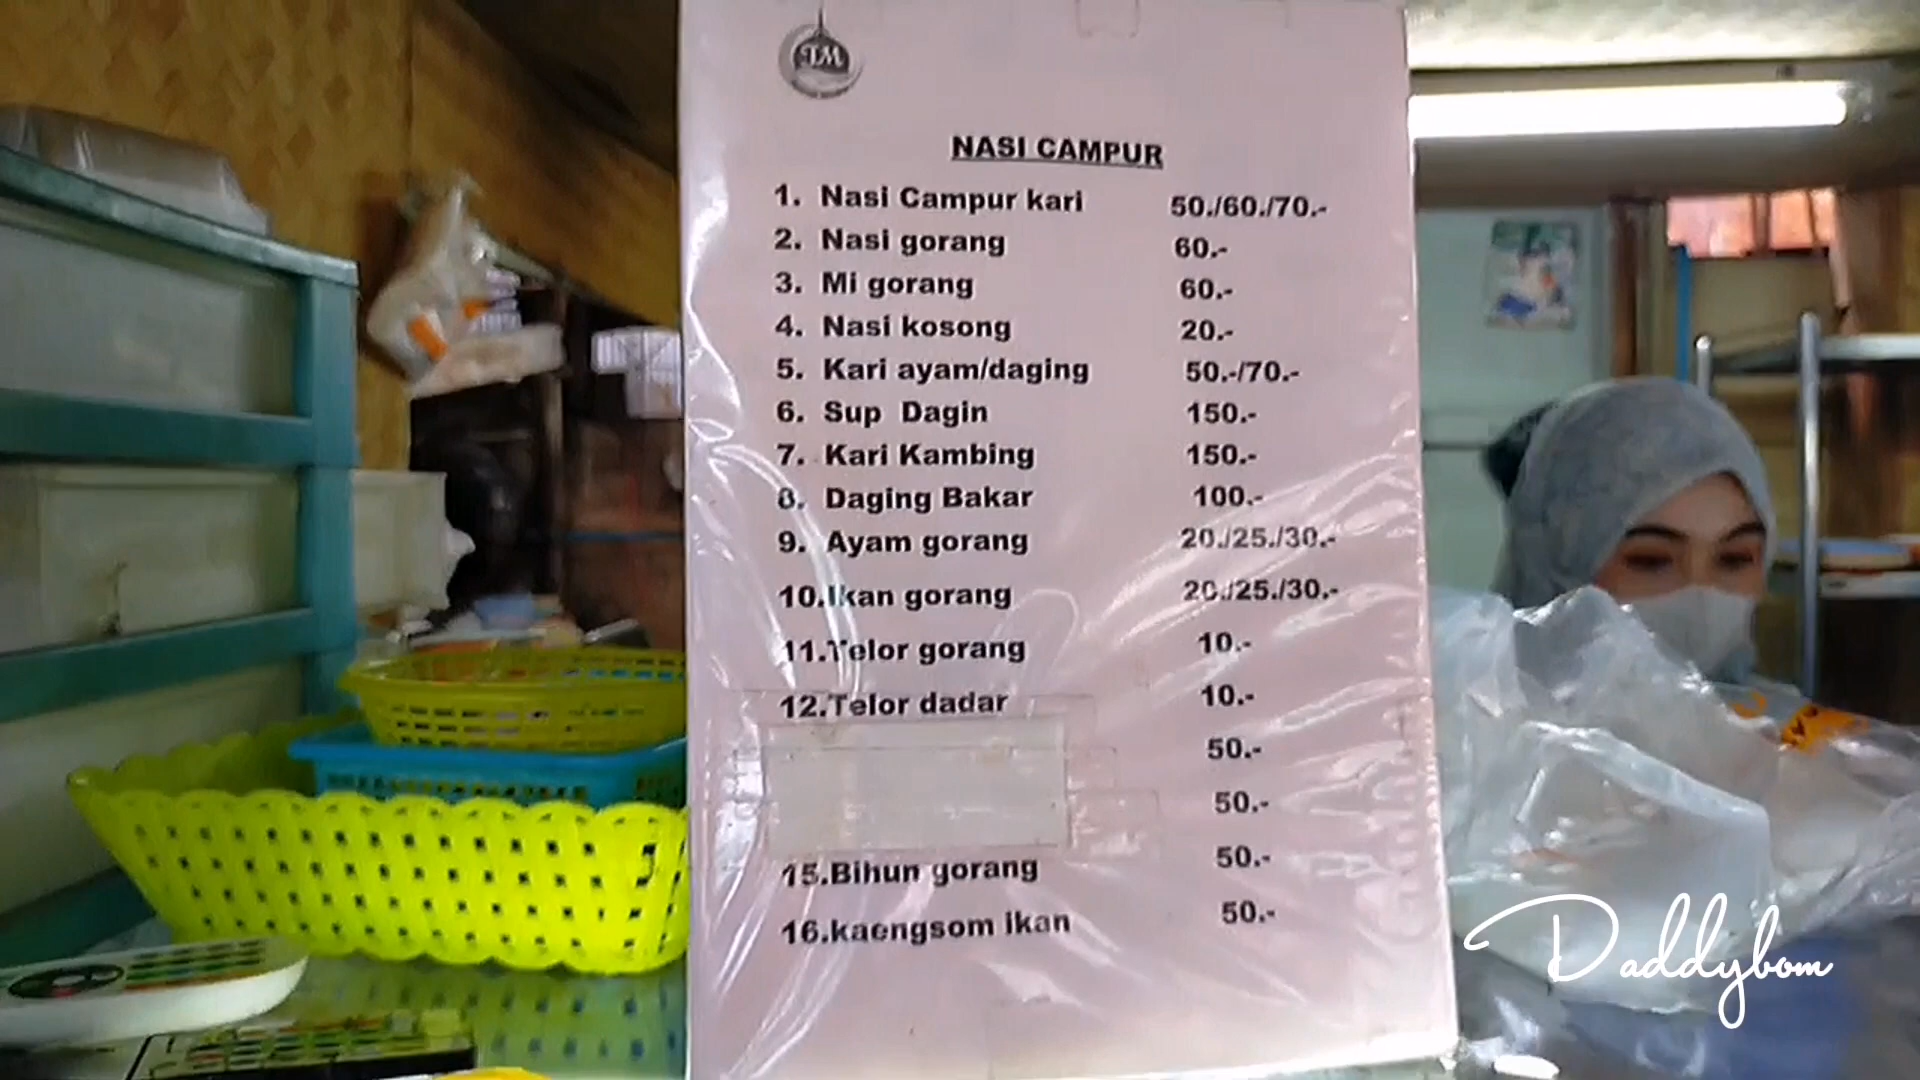 TM
NASI CAMPUR
1. Nasi Campur kari 50./60./70.-
2. Nasi gorang 60.-
3. Mi gorang 60.-
4. Nasi kosong 20.-
5. Kari ayam/daging 50.-/70.-
6. Sup Dagin 150.-
7. Kari Kambing 150.-
8. Daging Bakar 100.-
9. Ayam gorang 20./25./30.-
10.Ikan gorang 20./25./30.-
11.Telor gorang 10.-
12.Telor dadar 10.-
50.-
50.-
15.Bihun gorang 50.-
16.kaengsom ikan 50.-
Daddybom